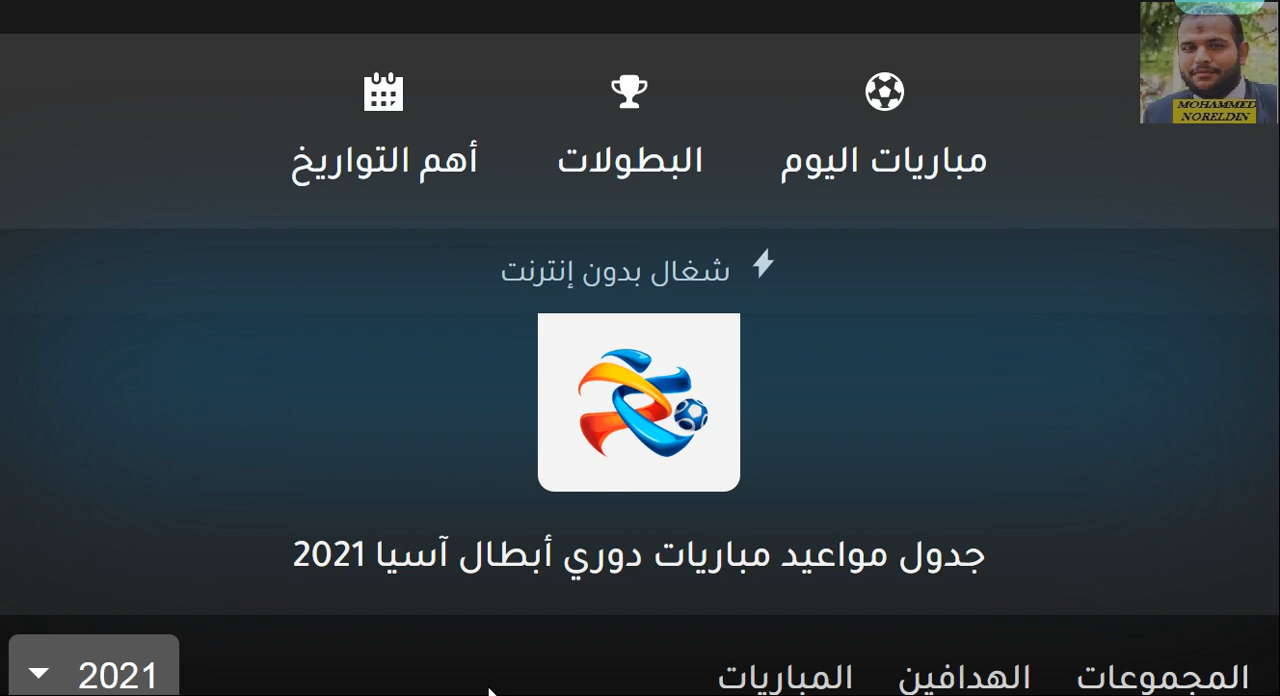 MOHAMMED
NORELDIN
مباريات اليوم
البطولات
أهم التواريخ
شغال بدون إنترنت
جدول مواعيد مباريات دوري أبطال آسيا 2021
المجموعات
الهدافين
المباريات
2021